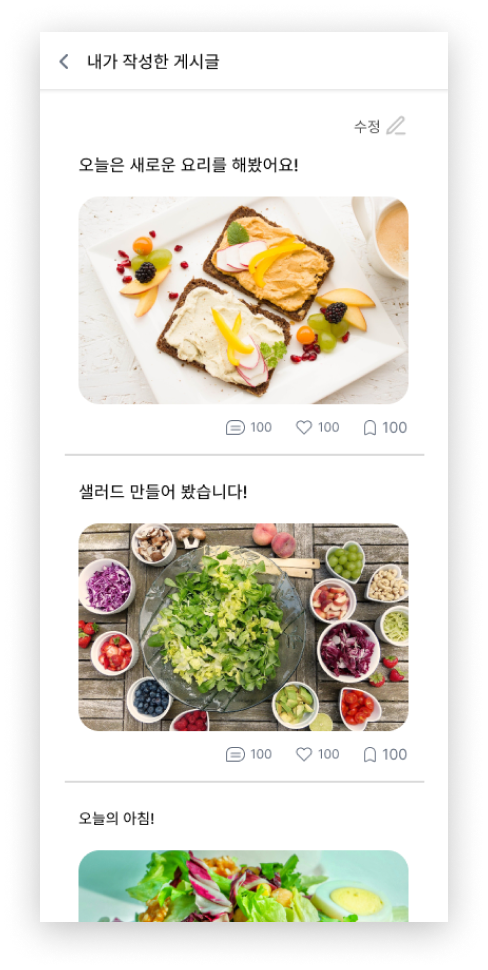 내가 작성한 게시글
수정
오늘은 새로운 요리를 해봤어요!
100 100 100
샐러드 만들어 봤습니다!
100 100 100
오늘의 아침!